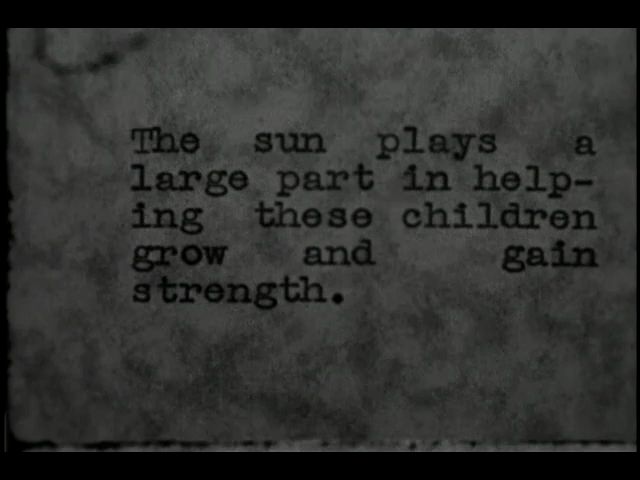 The sun plays a
large part in help-
ing these children
grow and gain
strength.